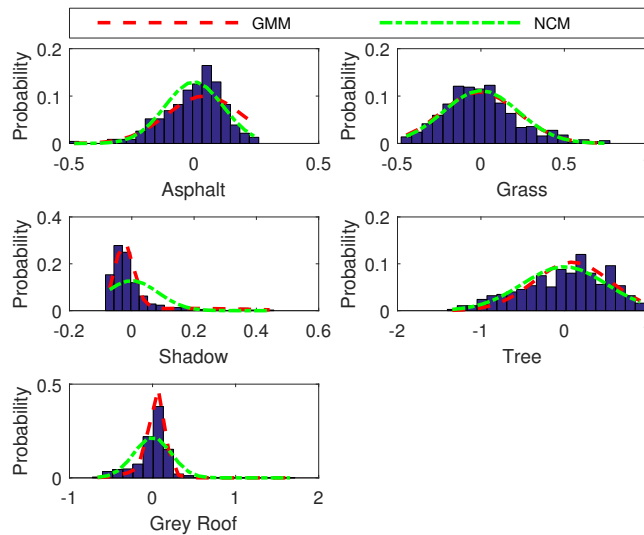 GMM NCM
0.2
0.1
0
Probability
-0.5 0 0.5
Asphalt
0.2
0.1
0
Probability
-0.5 0 0.5
Grass
0.4
0.2
0
Probability
-0.2 0 0.2 0.4 0.6
Shadow
0.2
0.1
0
Probability
-2 -1 0
Tree
0.5
0
Probability
-1 0 1 2
Grey Roof